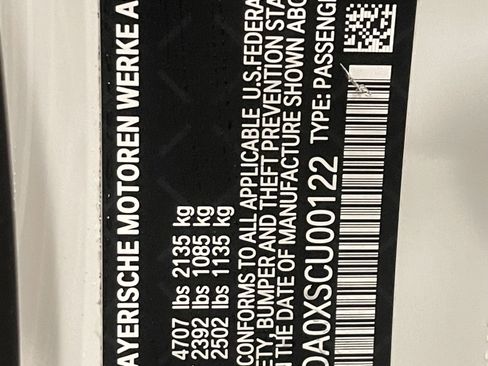 AYERISCHE MOTOREN WERKE A
4707 lbs 2135 kg
2392 lbs 1085 kg
2502 lbs 1135 kg
CONFORMS TO ALL APPLICABLE U.S.FEDERA
ETY, BUMPER AND THEFT PREVENTION STA
N THE DATE OF MANUFACTURE SHOWN ABO
DA0XSCU00122 TYPE: PASSENG